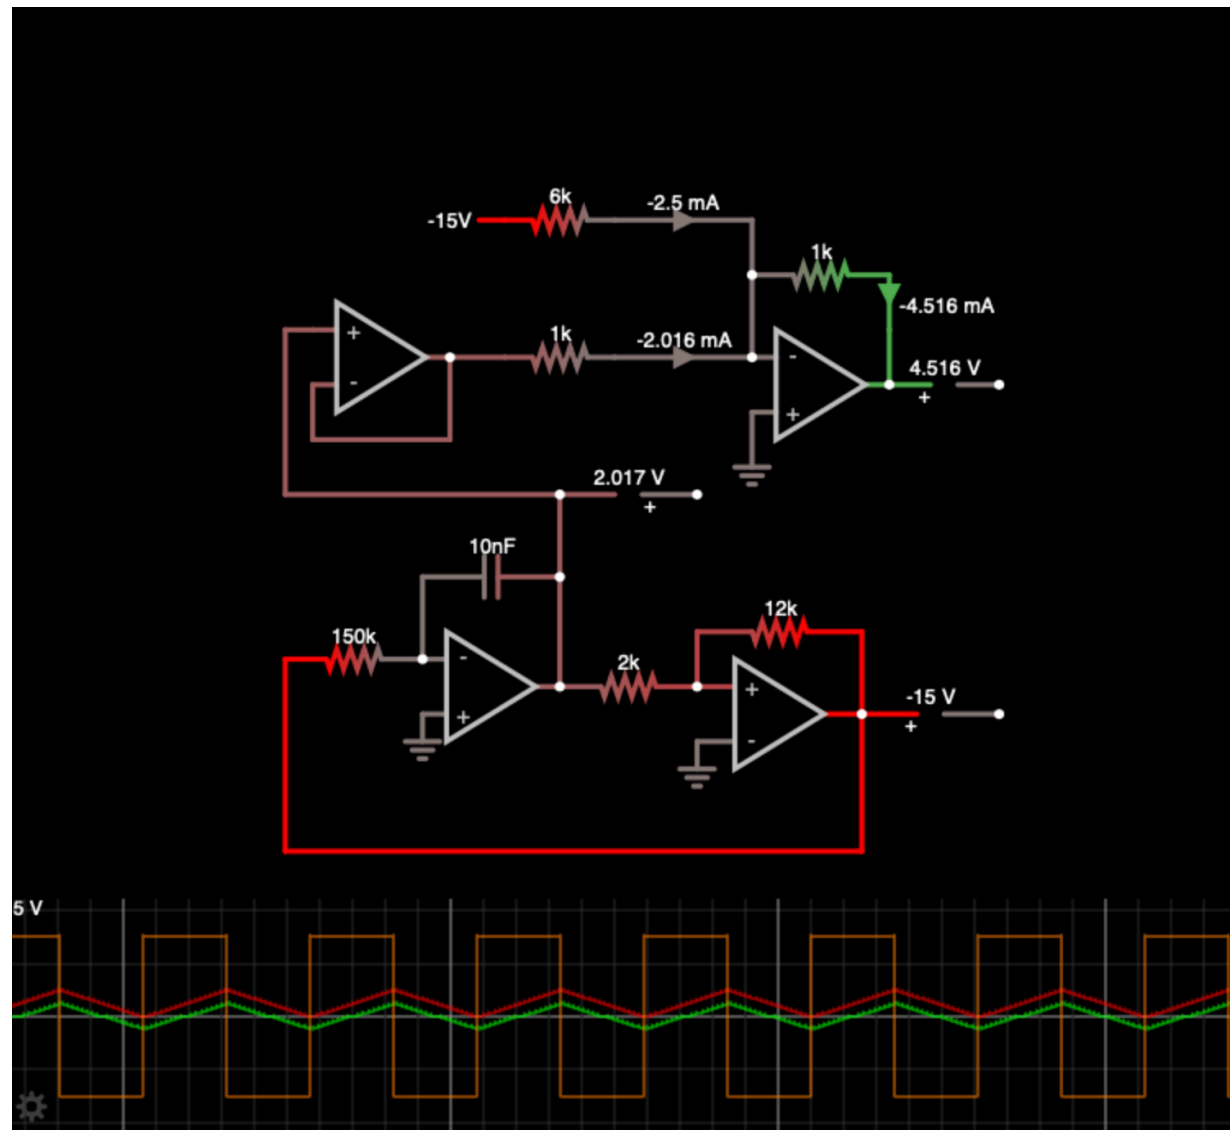 6k
-2.5 mA
-15V
1k
-4.516 mA
+
-
1k
-2.016 mA
-
+
4.516 V
+
2.017 V
+
10nF
150k
-
+
2k
12k
+
-
-15 V
+
5 V